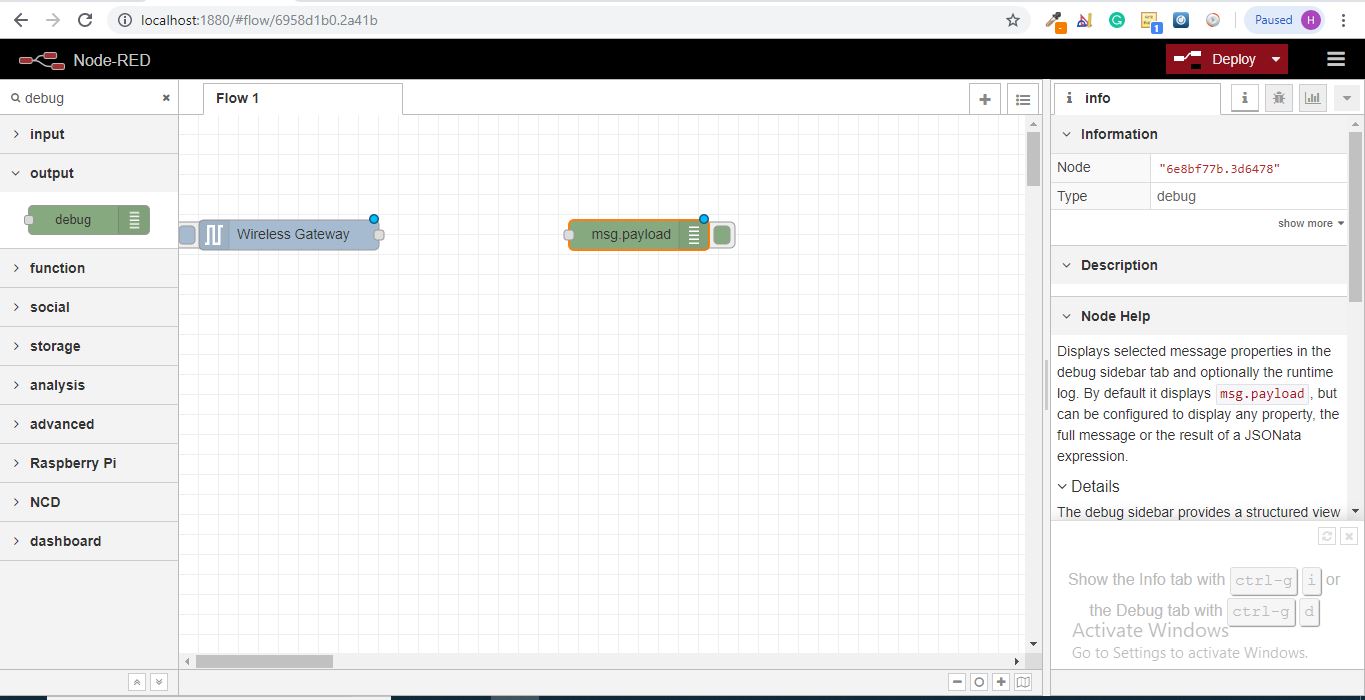 localhost:1880/#flow/6958d1b0.2a41b
1
Paused
H
Node-RED
Deploy
debug
input
output
debug
function
social
storage
analysis
advanced
Raspberry Pi
NCD
dashboard
Flow 1
Wireless Gateway
msg.payload
i info
i
Information
Node "6e8bf77b.3d6478"
Type debug
show more
Description
Node Help
Displays selected message properties in the
debug sidebar tab and optionally the runtime
log. By default it displays msg.payload , but
can be configured to display any property, the
full message or the result of a JSONata
expression.
Details
The debug sidebar provides a structured view
Show the Info tab with ctrl-g i or
the Debug tab with ctrl-g d
Activate Windows
Go to Settings to activate Windows.